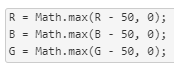 R = Math.max(R - 50, 0);
B = Math.max(B - 50, 0);
G = Math.max(G - 50, 0);